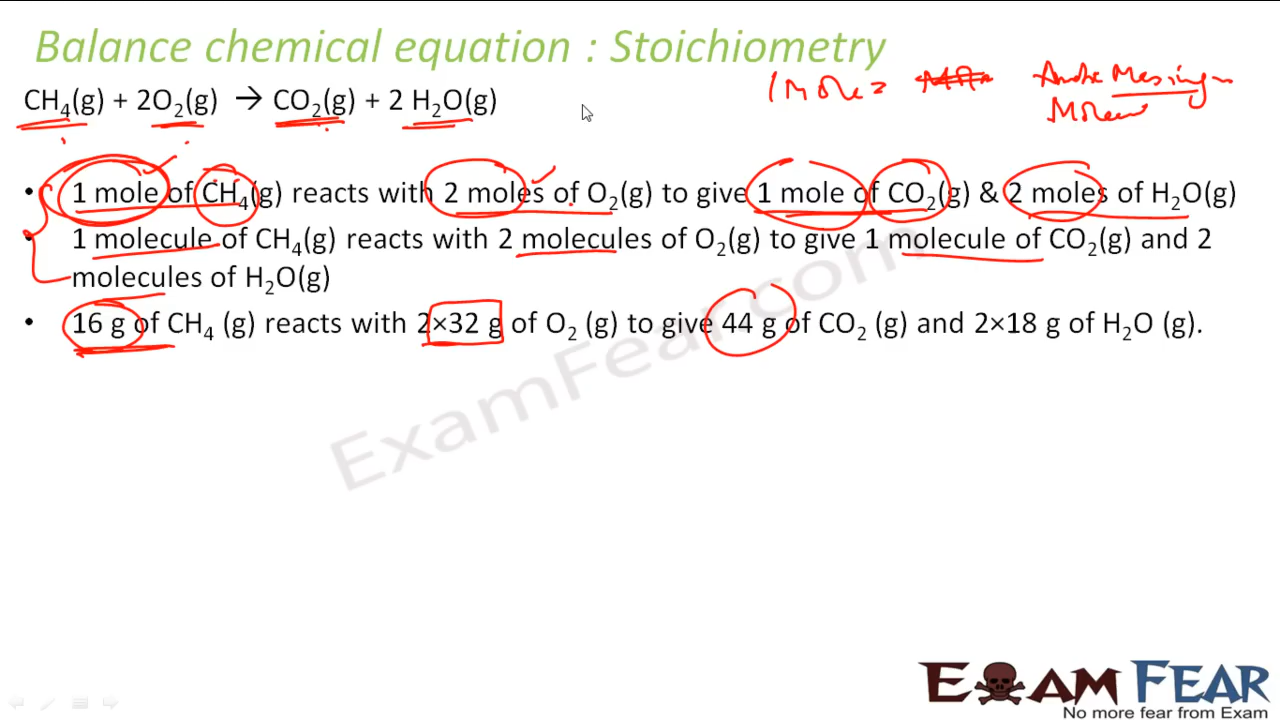 Balance chemical equation : Stoichiometry
CH₄(g) + 2O₂(g) → CO₂(g) + 2 H₂O(g)
1 Mole =
• 1 mole of CH₄(g) reacts with 2 moles of O₂(g) to give 1 mole of CO₂(g) & 2 moles of H₂O(g)
• 1 molecule of CH₄(g) reacts with 2 molecules of O₂(g) to give 1 molecule of CO₂(g) and 2
molecules of H₂O(g)
• 16 g of CH₄ (g) reacts with 2×32 g of O₂ (g) to give 44 g of CO₂ (g) and 2×18 g of H₂O (g).
ExamFear.com
EXAM FEAR
No more fear from Exam